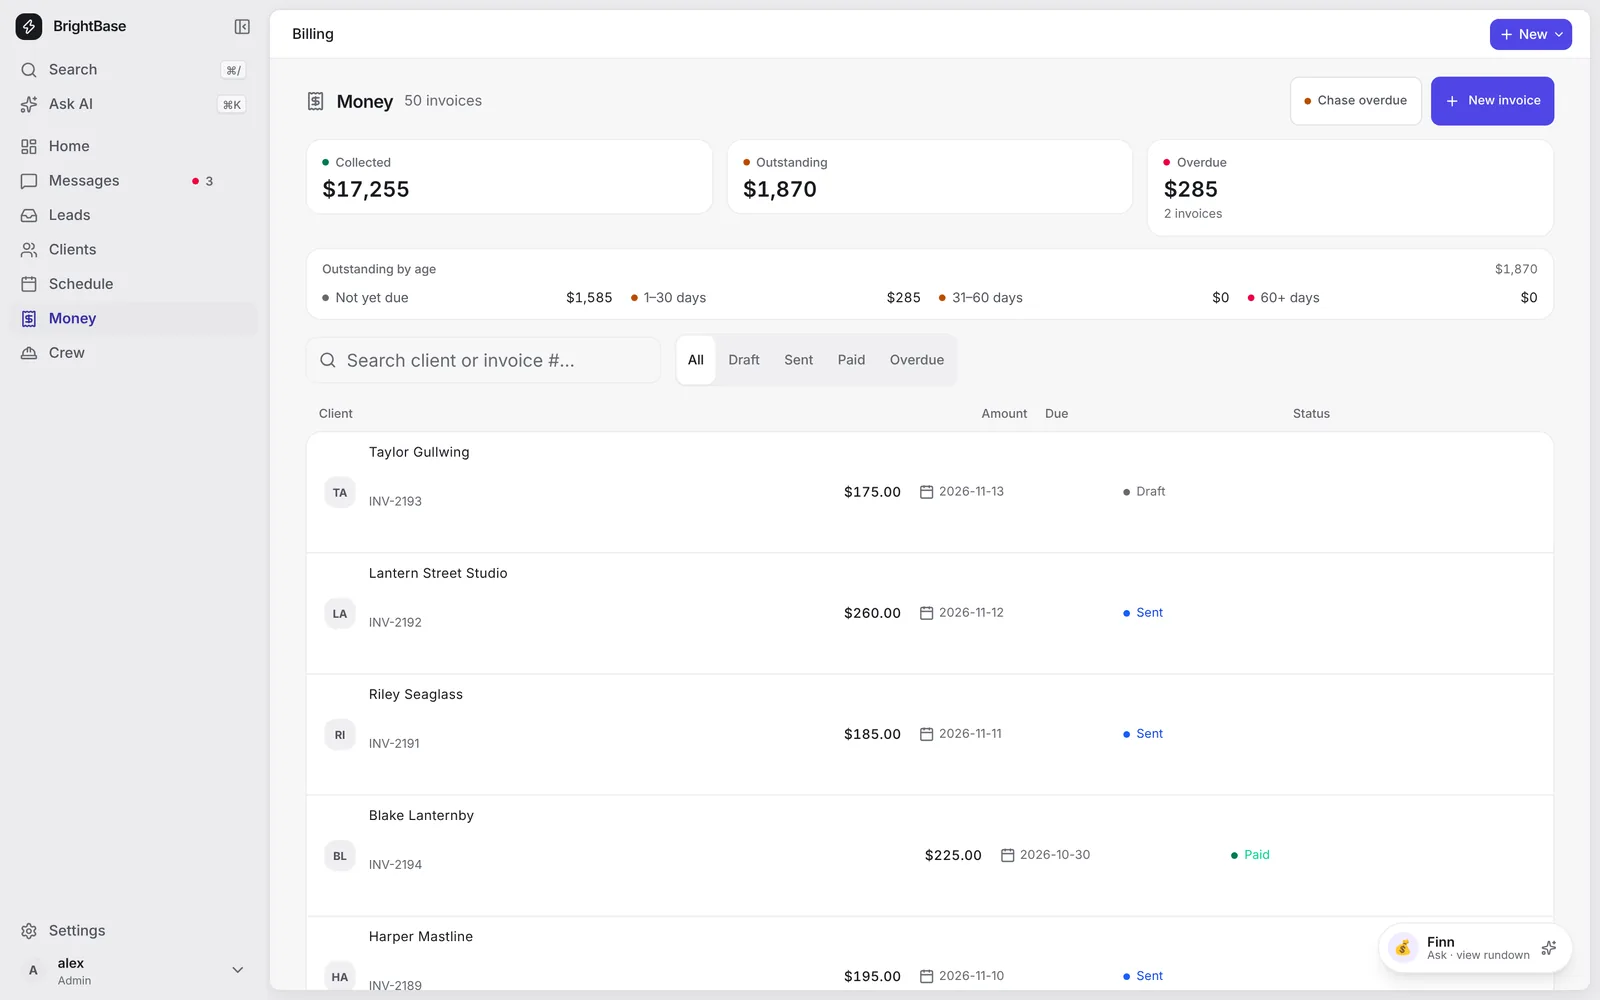 BrightBase
Search ⌘/
Ask AI ⌘K
Home
Messages 3
Leads
Clients
Schedule
Money
Crew
Settings
A alex
Admin
Billing
New
Money 50 invoices
Chase overdue
New invoice
Collected
$17,255
Outstanding
$1,870
Overdue
$285
2 invoices
Outstanding by age $1,870
Not yet due $1,585 1–30 days $285 31–60 days $0 60+ days $0
Search client or invoice #...
All Draft Sent Paid Overdue
Client Amount Due Status
Taylor Gullwing
TA $175.00 2026-11-13 Draft
INV-2193
Lantern Street Studio
LA $260.00 2026-11-12 Sent
INV-2192
Riley Seaglass
RI $185.00 2026-11-11 Sent
INV-2191
Blake Lanternby
BL $225.00 2026-10-30 Paid
INV-2194
Harper Mastline
HA $195.00 2026-11-10 Sent
INV-2189
Finn
Ask · view rundown